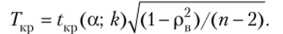 Tкр = tкр(α; k)√(1−ρв²)/(n−2).